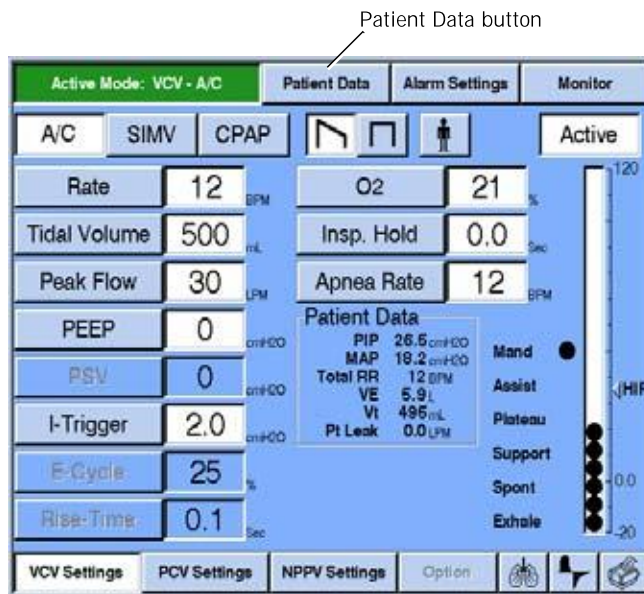 Patient Data button
Active Mode: VCV - A/C Patient Data Alarm Settings Monitor
A/C SIMV CPAP Active
Rate 12 BPM O2 21 %
120
Tidal Volume 500 mL Insp. Hold 0.0 Sec
Peak Flow 30 LPM Apnea Rate 12 BPM
PEEP 0 cmH2O
PSV 0 cmH2O
I-Trigger 2.0 cmH2O
E-Cycle 25 %
Rise-Time 0.1 Sec
Patient Data
PIP 26.5 cmH2O
MAP 18.2 cmH2O
Total RR 12 BPM
VE 5.9 L
Vt 495 mL
Pt Leak 0.0 LPM
Mand
Assist
Plateau
Support
Spont
Exhale
HIP
0.0
-20
VCV Settings PCV Settings NPPV Settings Option